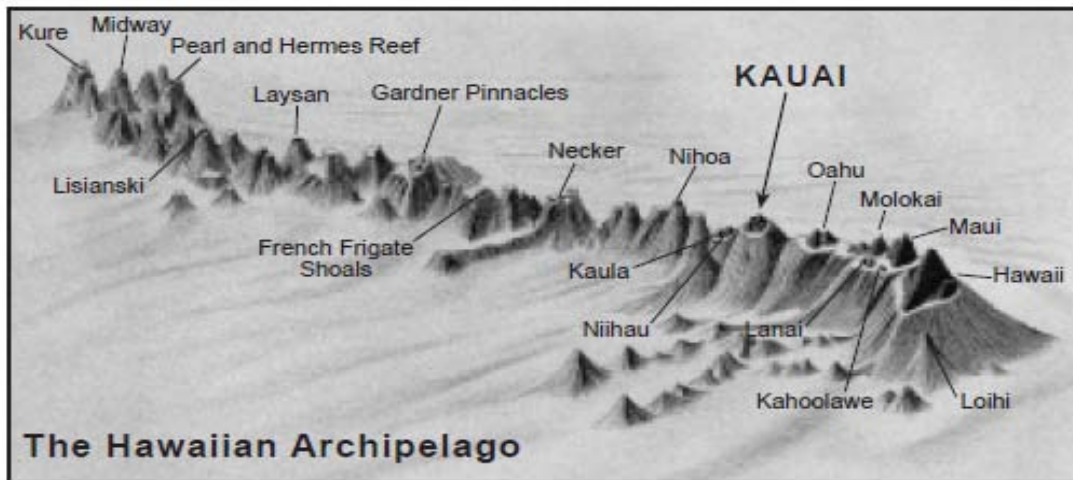 Kure
Midway
Pearl and Hermes Reef
Laysan
Gardner Pinnacles
KAUAI
Necker
Nihoa
Oahu
Molokai
Maui
Lisianski
French Frigate
Shoals
Kaula
Hawaii
Niihau
Lanai
Kahoolawe
Loihi
The Hawaiian Archipelago